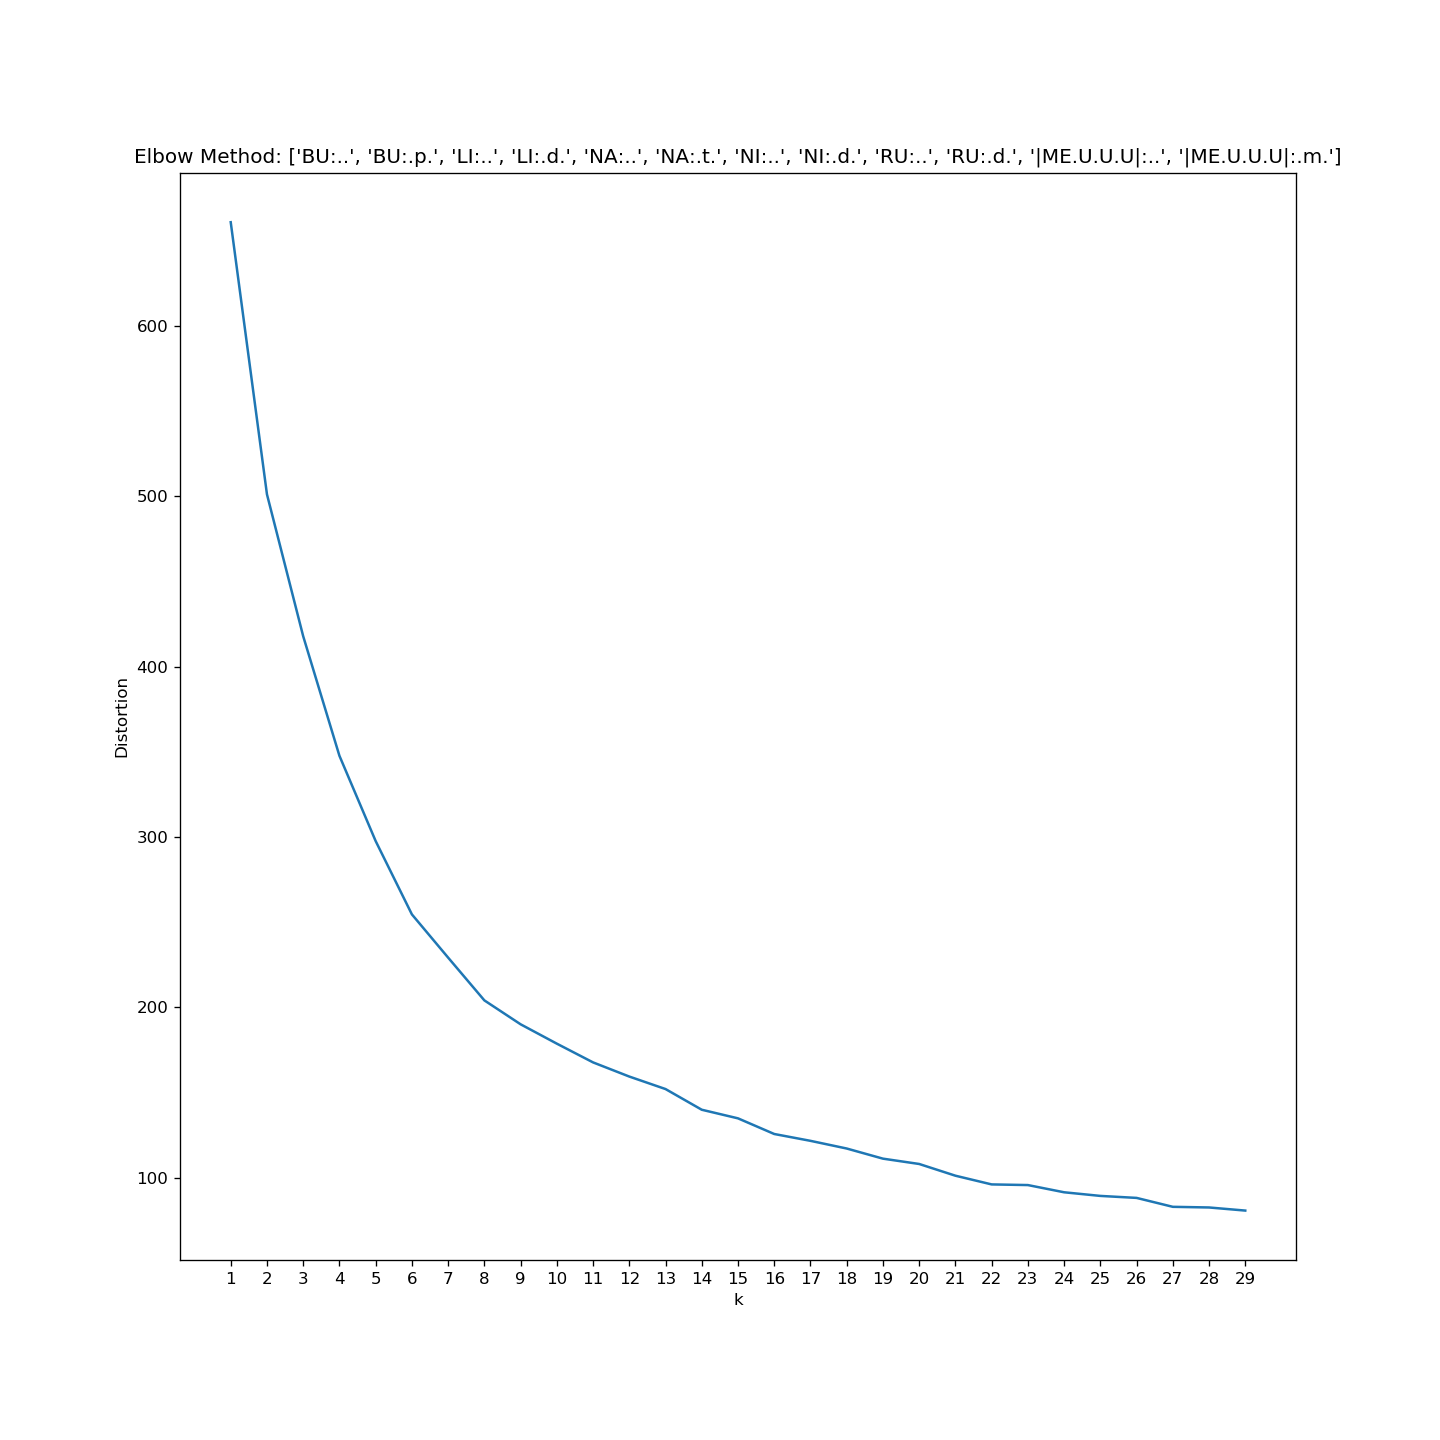 Elbow Method: ['BU:..', 'BU:.p.', 'LI:..', 'LI:.d.', 'NA:..', 'NA:.t.', 'NI:..', 'NI:.d.', 'RU:..', 'RU:.d.', '|ME.U.U.U|:..', '|ME.U.U.U|:.m.']
600
500
400
300
200
100
Distortion
1 2 3 4 5 6 7 8 9 10 11 12 13 14 15 16 17 18 19 20 21 22 23 24 25 26 27 28 29
k